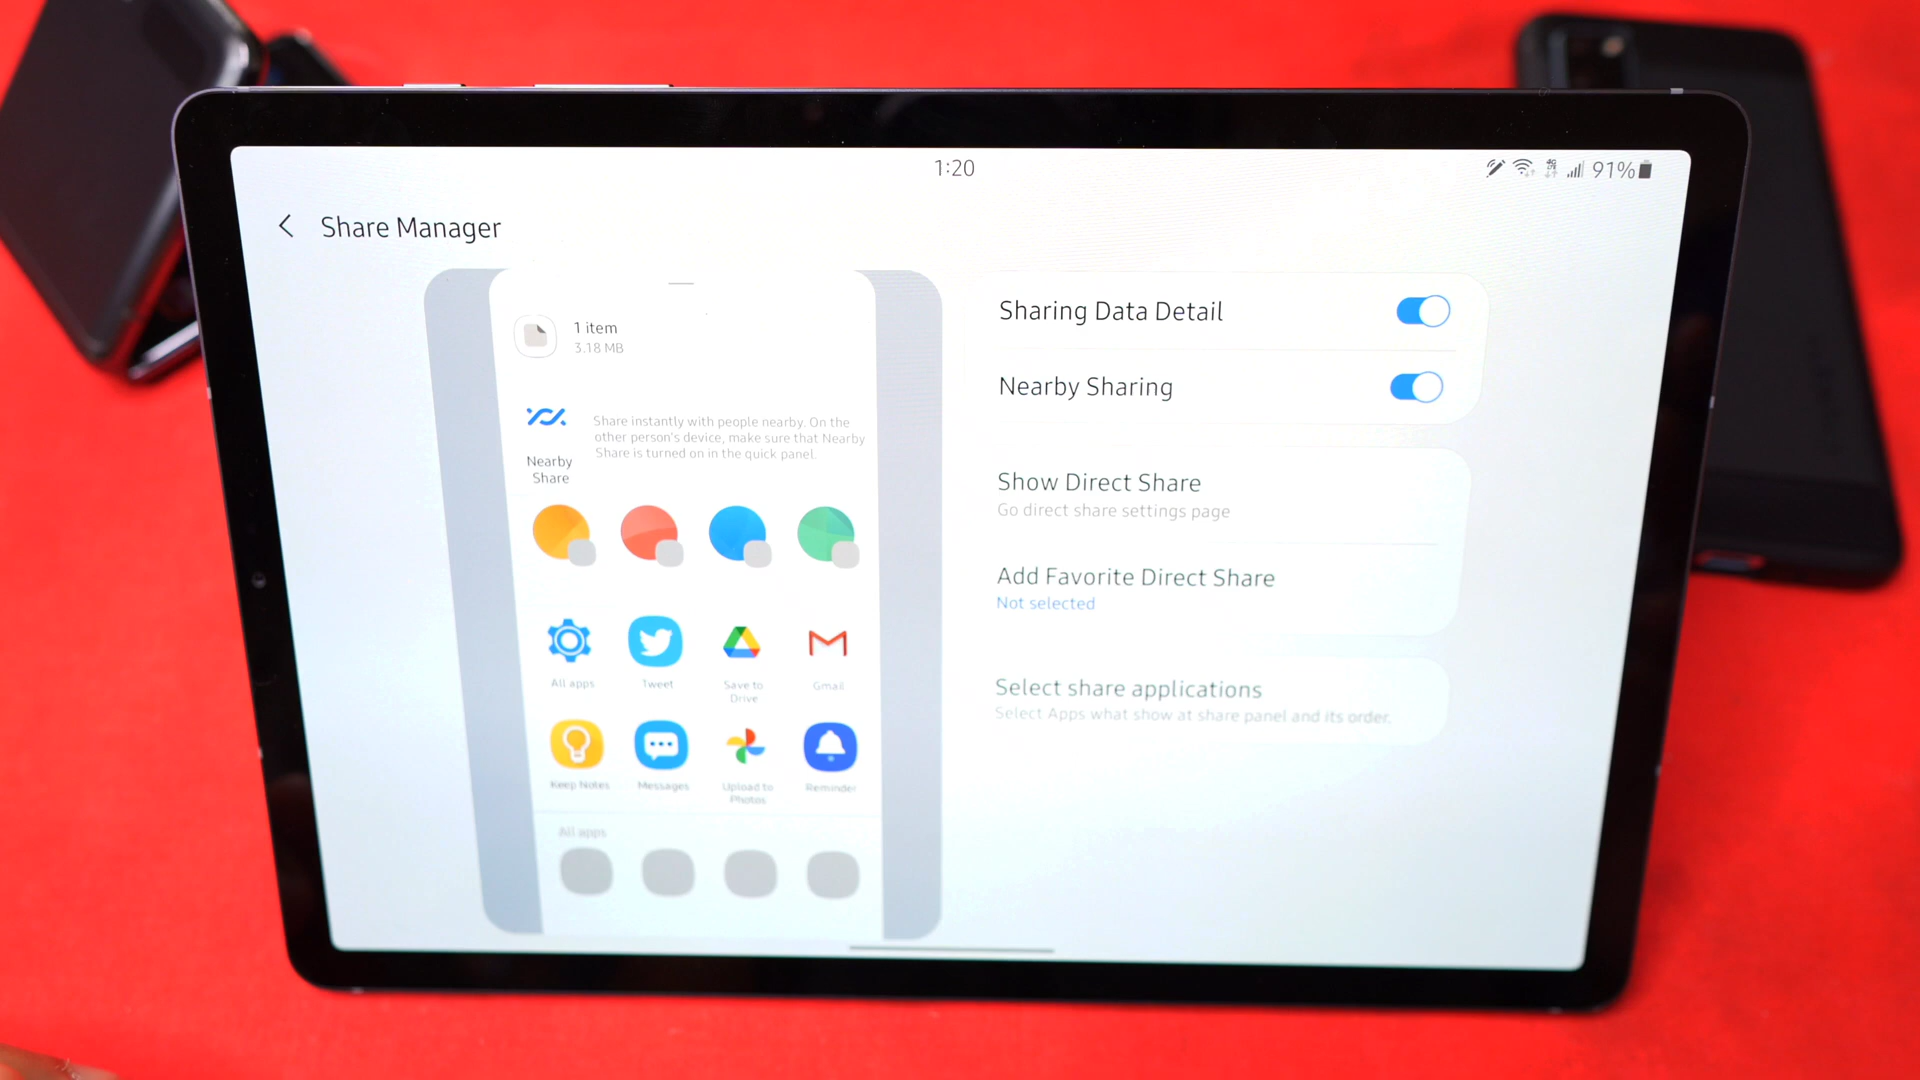 1:20
4G
91%
Share Manager
1 item
3.18 MB
Share instantly with people nearby. On the
other person's device, make sure that Nearby
Share is turned on in the quick panel.
Nearby
Share
All apps
Tweet
Save to
Drive
Gmail
Keep Notes
Messages
Upload to
Photos
Reminder
All apps
Sharing Data Detail
Nearby Sharing
Show Direct Share
Go direct share settings page
Add Favorite Direct Share
Not selected
Select share applications
Select Apps what show at share panel and its order.